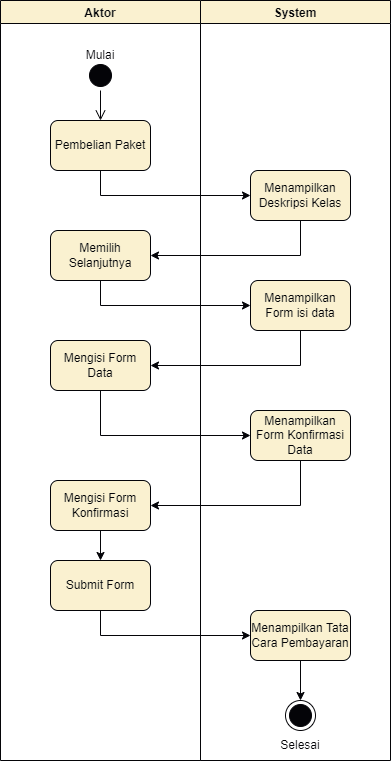 Aktor
System
Mulai
Pembelian Paket
Menampilkan
Deskripsi Kelas
Memilih
Selanjutnya
Menampilkan
Form isi data
Mengisi Form
Data
Menampilkan
Form Konfirmasi
Data
Mengisi Form
Konfirmasi
Submit Form
Menampilkan Tata
Cara Pembayaran
Selesai